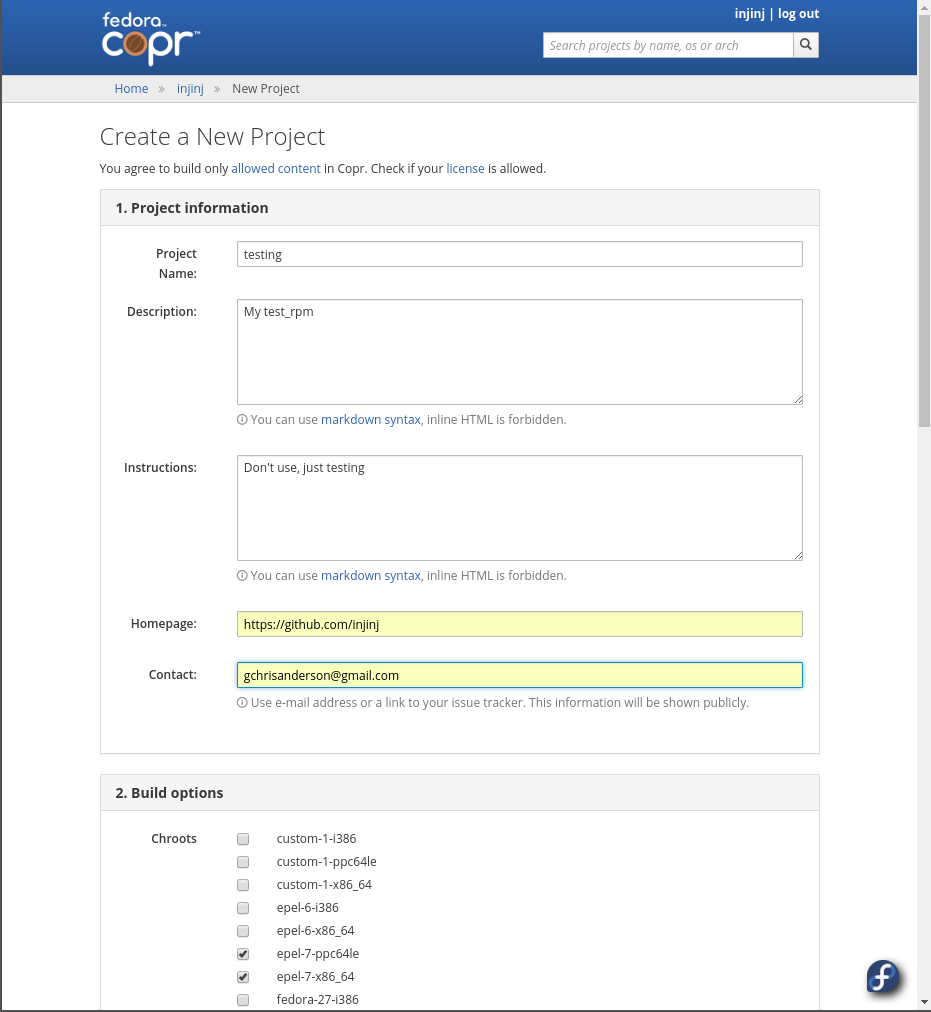 injinj | log out
fedora™
copr™
Search projects by name, os or arch
Home » injinj » New Project
Create a New Project
You agree to build only allowed content in Copr. Check if your license is allowed.
1. Project information
Project
Name:
testing
Description:
My test_rpm
You can use markdown syntax, inline HTML is forbidden.
Instructions:
Don't use, just testing
You can use markdown syntax, inline HTML is forbidden.
Homepage:
https://github.com/injinj
Contact:
gchrisanderson@gmail.com
Use e-mail address or a link to your issue tracker. This information will be shown publicly.
2. Build options
Chroots
custom-1-i386
custom-1-ppc64le
custom-1-x86_64
epel-6-i386
epel-6-x86_64
epel-7-ppc64le
epel-7-x86_64
fedora-27-i386